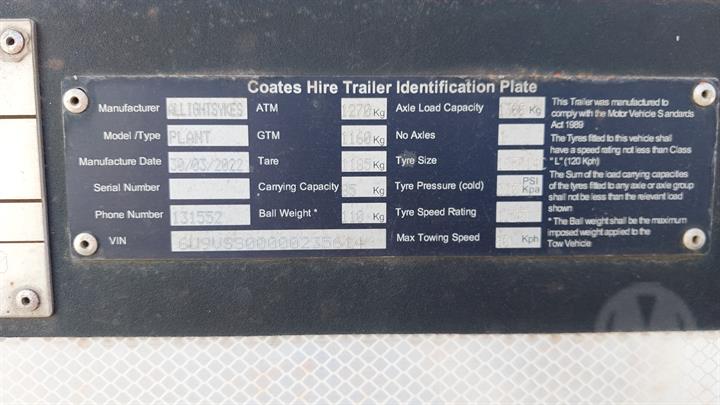 Coates Hire Trailer Identification Plate
Manufacturer ALLIGHTSYKES ATM 1270 Kg Axle Load Capacity Kg
Model /Type PLANT GTM 1160 Kg No Axles
Manufacture Date 30/03/2022 Tare 1185 Kg Tyre Size
Serial Number Carrying Capacity 85 Kg Tyre Pressure (cold) PSI Kpa
Phone Number 131552 Ball Weight * 110 Kg Tyre Speed Rating
VIN Max Towing Speed Kph
This Trailer was manufactured to
comply with the Motor Vehicle S andards
Act 1989
The Tyres fitted to this vehicle shall
have a speed rating not less than Class
"L" (120 Kph)
The Sum of the load carrying capacities
of the tyres fited to any axle or axle group
shall not be less than the relevant load
shown
* The Ball weight shall be the maximum
imposed weight applied to the
Tow Vehicle